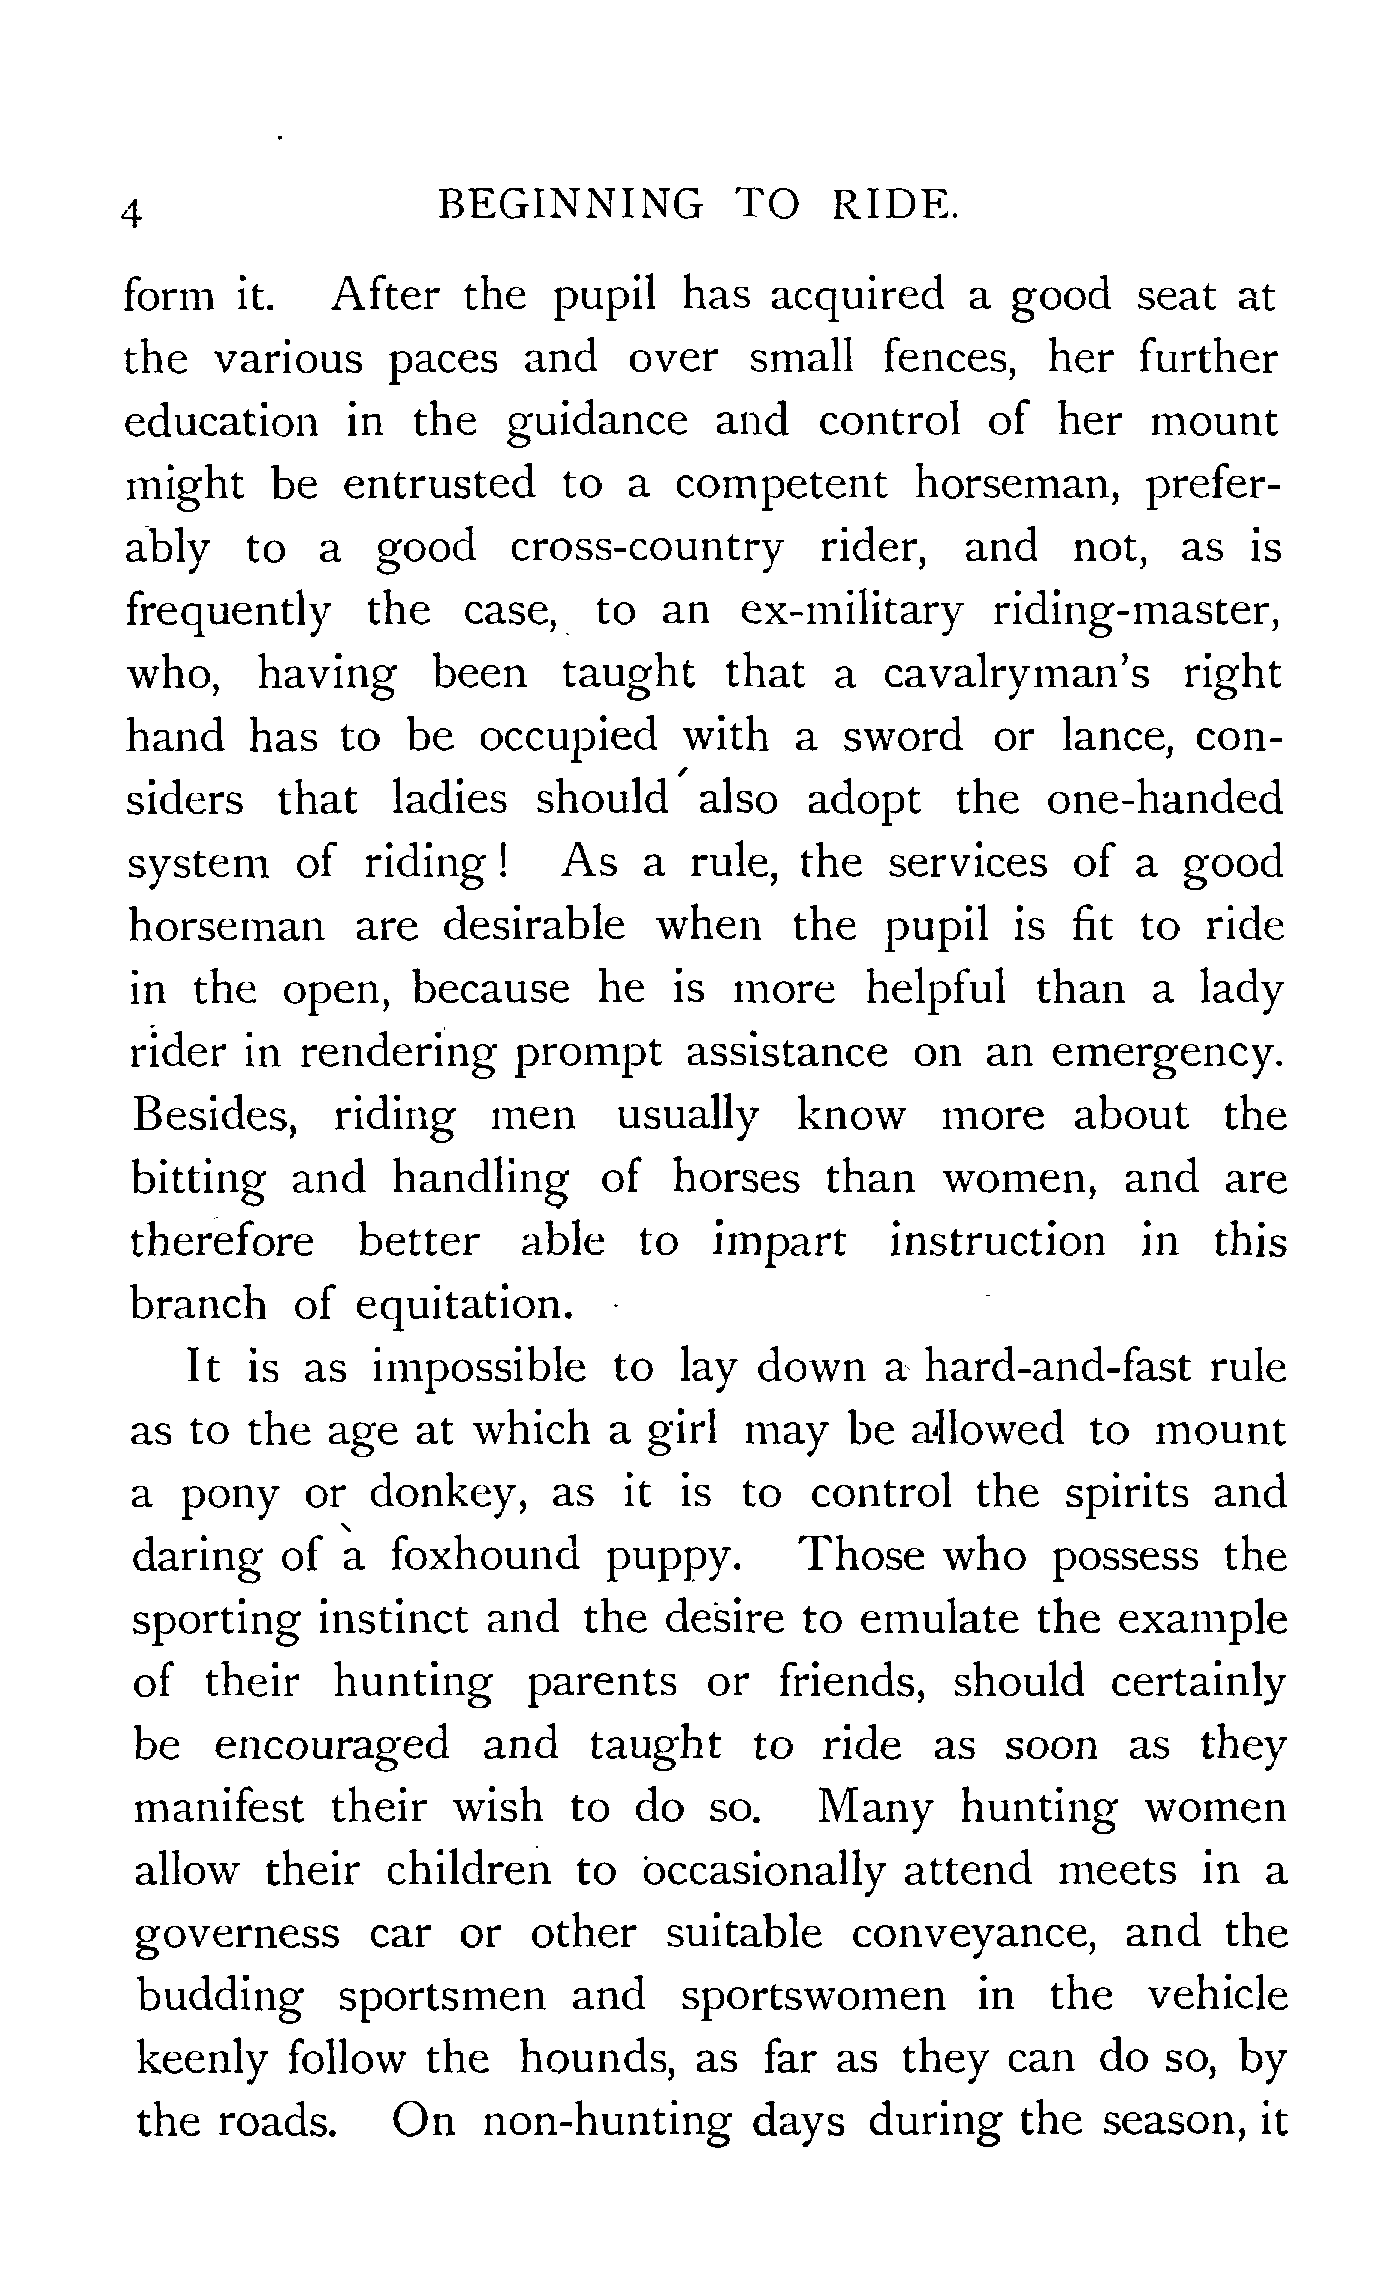 4 BEGINNING TO RIDE.
form it. After the pupil has acquired a good seat at
the various paces and over small fences, her further
education in the guidance and control of her mount
might be entrusted to a competent horseman, prefer-
ably to a good cross-country rider, and not, as is
frequently the case, to an ex-military riding-master,
who, having been taught that a cavalryman's right
hand has to be occupied with a sword or lance, con-
siders that ladies should also adopt the one-handed
system of riding! As a rule, the services of a good
horseman are desirable when the pupil is fit to ride
in the open, because he is more helpful than a lady
rider in rendering prompt assistance on an emergency.
Besides, riding men usually know more about the
bitting and handling of horses than women, and are
therefore better able to impart instruction in this
branch of equitation.
It is as impossible to lay down a hard-and-fast rule
as to the age at which a girl may be allowed to mount
a pony or donkey, as it is to control the spirits and
daring of a foxhound puppy. Those who possess the
sporting instinct and the desire to emulate the example
of their hunting parents or friends, should certainly
be encouraged and taught to ride as soon as they
manifest their wish to do so. Many hunting women
allow their children to occasionally attend meets in a
governess car or other suitable conveyance, and the
budding sportsmen and sportswomen in the vehicle
keenly follow the hounds, as far as they can do so, by
the roads. On non-hunting days during the season, it